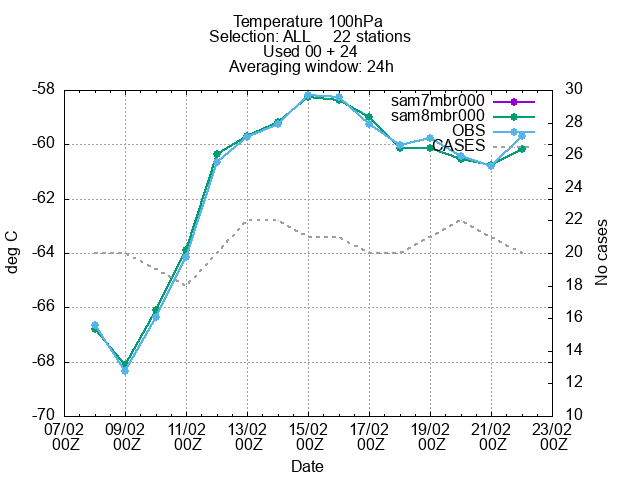 Temperature 100hPa
Selection: ALL     22 stations
Used 00 + 24
Averaging window: 24h
sam7mbr000
sam8mbr000
OBS
CASES
-58
-60
-62
-64
-66
-68
-70
deg C
30
28
26
24
22
20
18
16
14
12
10
No cases
07/02 09/02 11/02 13/02 15/02 17/02 19/02 21/02 23/02
00Z 00Z 00Z 00Z 00Z 00Z 00Z 00Z 00Z
Date